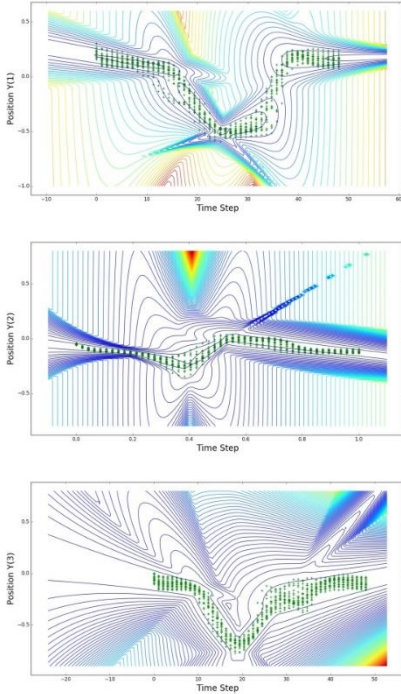 Position Y(1)
0.5
0.0
−0.5
−1.0
−10 0 10 20 30 40 50 60
Time Step
Position Y(2)
0.5
0.0
−0.5
0.0 0.2 0.4 0.6 0.8 1.0
Time Step
Position Y(3)
0.5
0.0
−0.5
−20 −10 0 10 20 30 40 50
Time Step